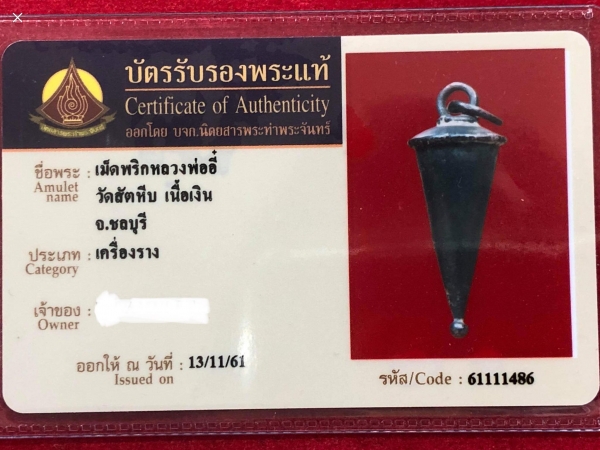 บัตรรับรองพระแท้
Certificate of Authenticity
ออกโดย บจก.นิตยสารพระท่าพระจันทร์
ชื่อพระ : เม็ดพริกหลวงพ่ออี๋
Amulet name
วัดสัตหีบ เนื้อเงิน
จ.ชลบุรี
ประเภท : เครื่องราง
Category
เจ้าของ :
Owner
ออกให้ ณ วันที่ : 13/11/61
Issued on
รหัส/Code : 61111486